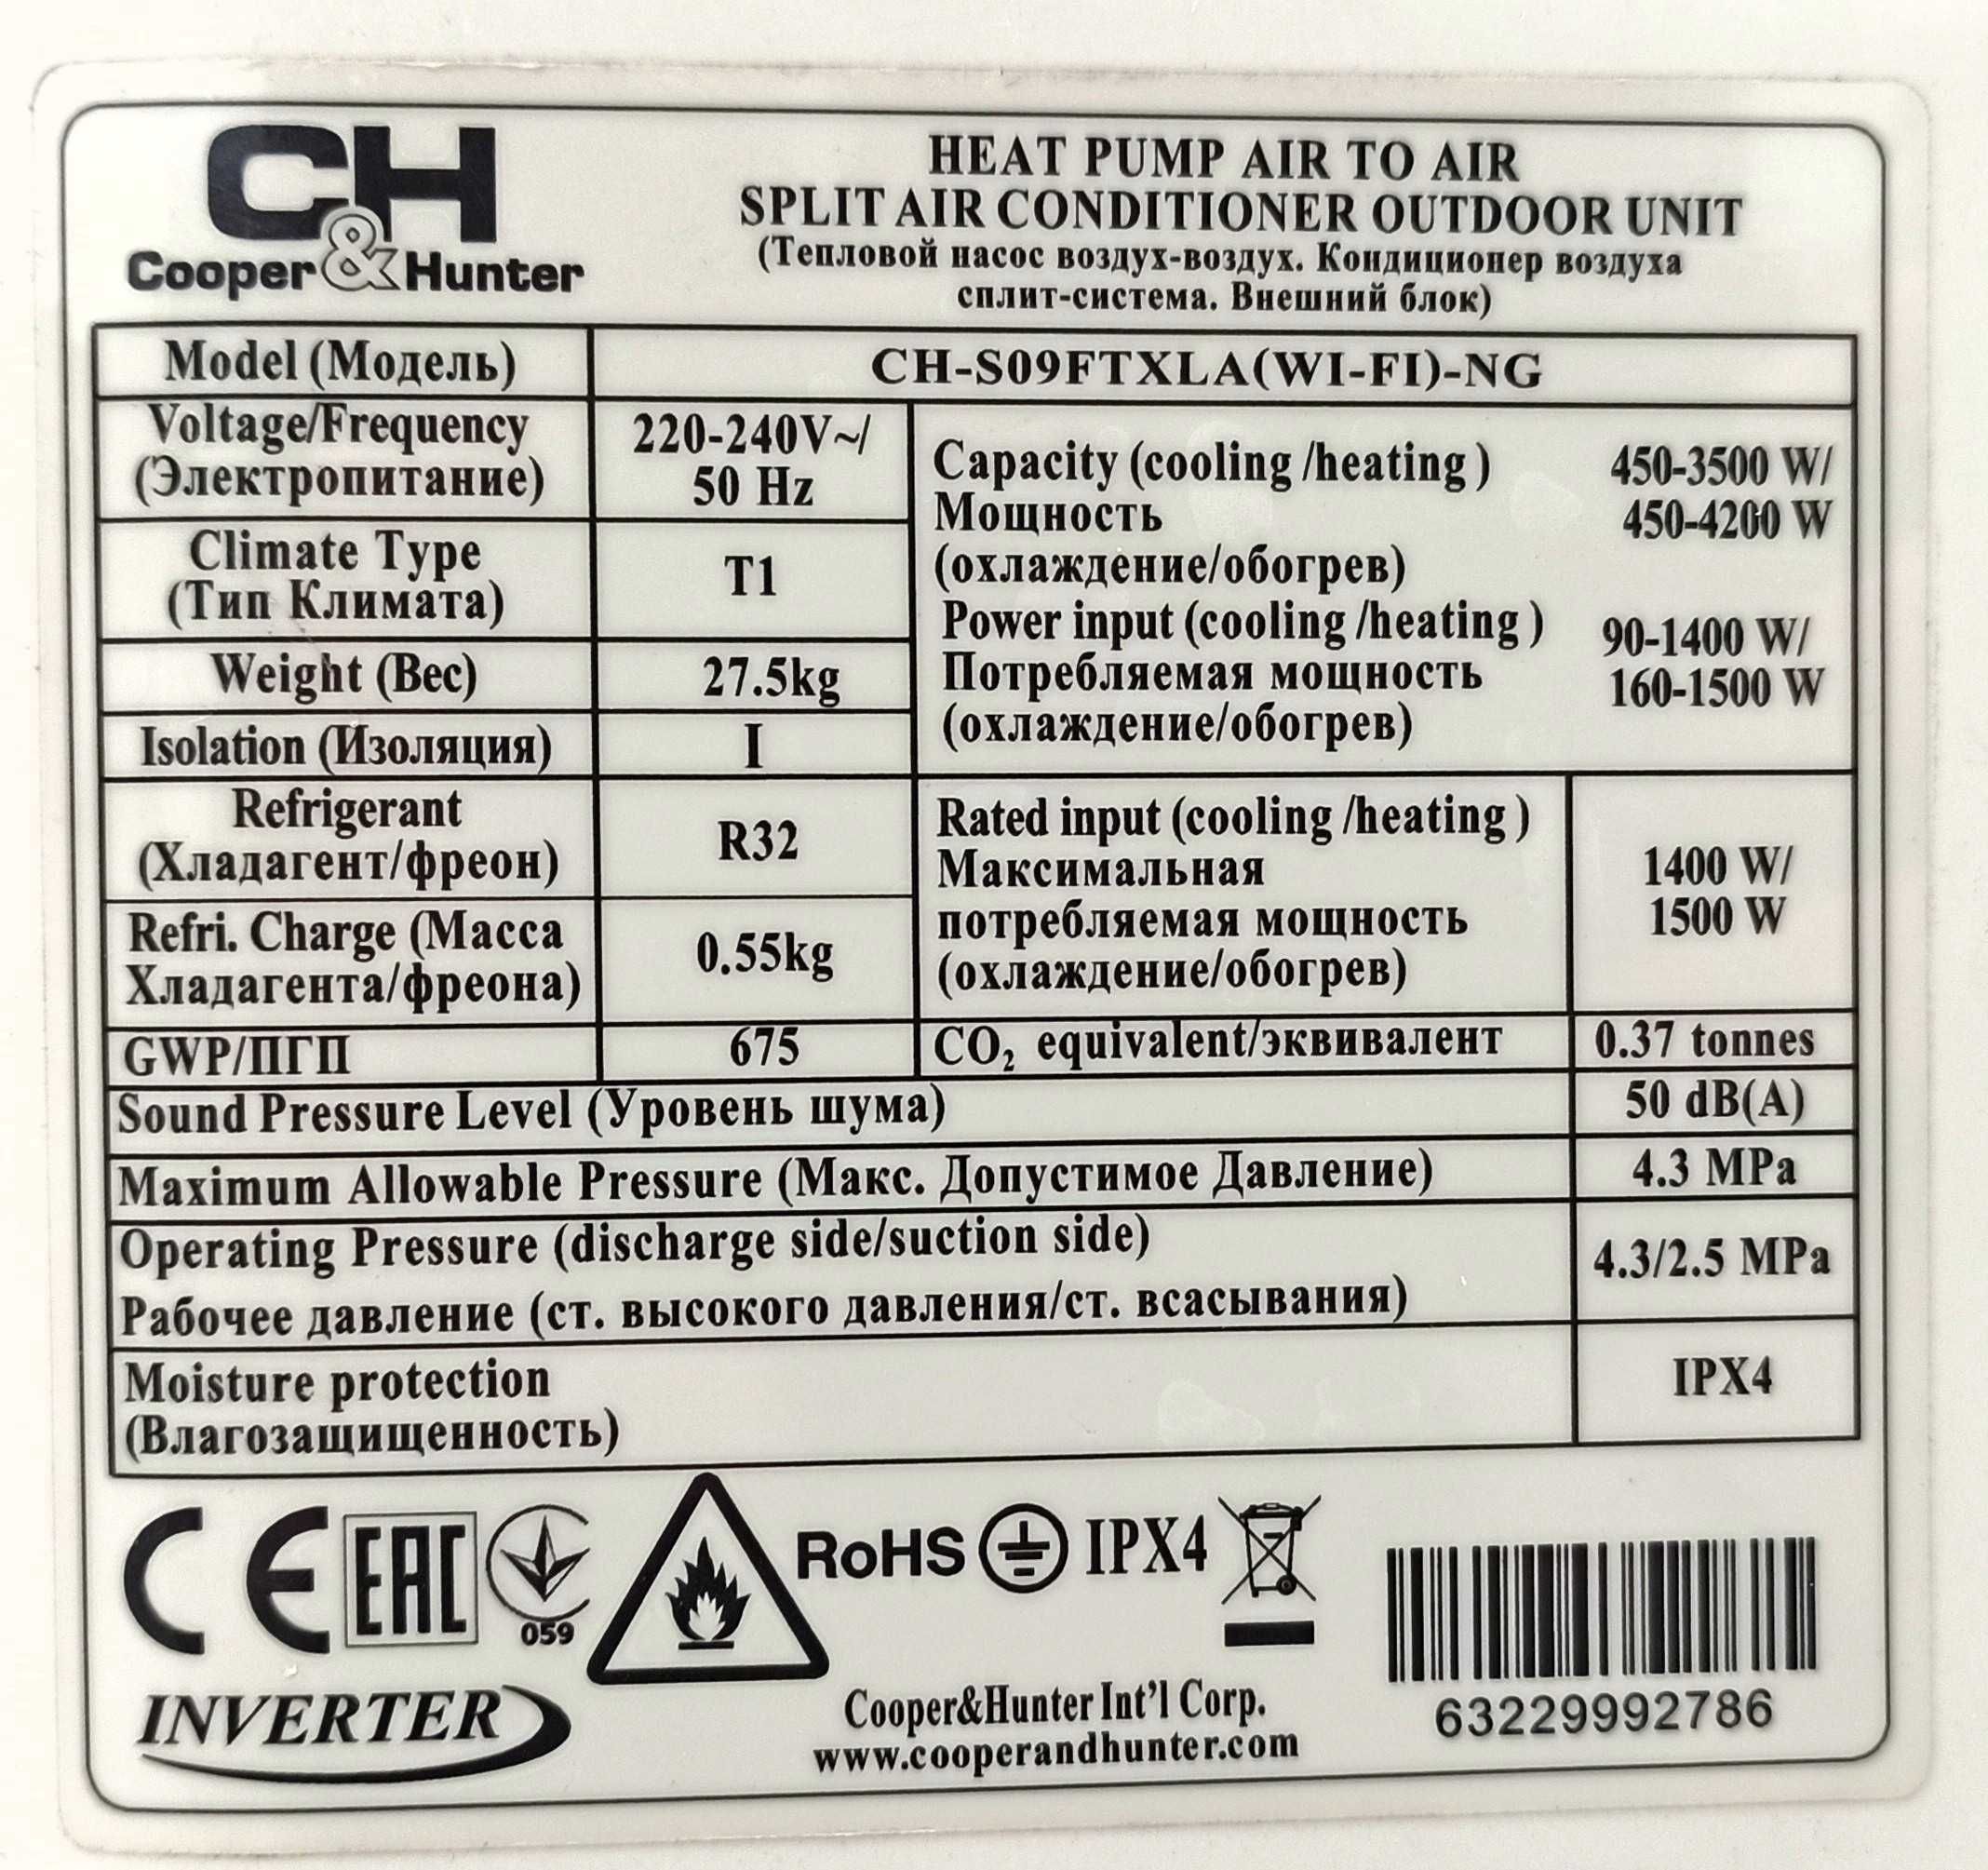 CH
Cooper&Hunter
HEAT PUMP AIR TO AIR
SPLIT AIR CONDITIONER OUTDOOR UNIT
(Тепловой насос воздух-воздух. Кондиционер воздуха
сплит-система. Внешний блок)
Model (Модель)
CH-S09FTXLA(WI-FI)-NG
Voltage/Frequency
(Электропитание)
220-240V~/
50 Hz
Climate Type
(Тип Климата)
T1
Weight (Вес)
27.5kg
Isolation (Изоляция)
I
Capacity (cooling /heating )
Мощность
(охлаждение/обогрев)
450-3500 W/
450-4200 W
Power input (cooling /heating )
Потребляемая мощность
(охлаждение/обогрев)
90-1400 W/
160-1500 W
Refrigerant
(Хладагент/фреон)
R32
Refri. Charge (Масса
Хладагента/фреона)
0.55kg
Rated input (cooling /heating )
Максимальная
потребляемая мощность
(охлаждение/обогрев)
1400 W/
1500 W
GWP/ПГП
675
CO₂ equivalent/эквивалент
0.37 tonnes
Sound Pressure Level (Уровень шума)
50 dB(A)
Maximum Allowable Pressure (Макс. Допустимое Давление)
4.3 MPa
Operating Pressure (discharge side/suction side)
Рабочее давление (ст. высокого давления/ст. всасывания)
4.3/2.5 MPa
Moisture protection
(Влагозащищенность)
IPX4
CE EAC 059 RoHS IPX4
INVERTER
Cooper&Hunter Int'l Corp.
www.cooperandhunter.com
63229992786